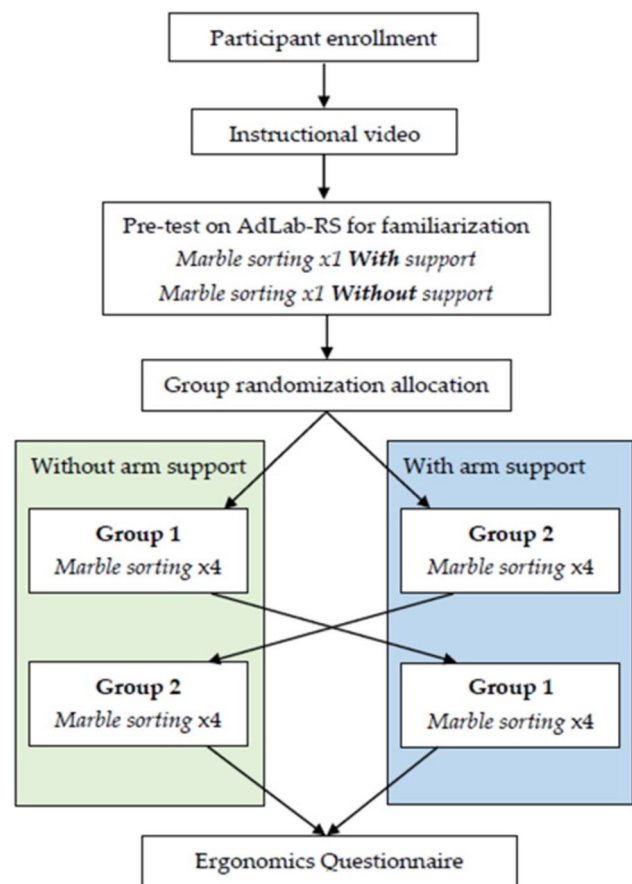 Participant enrollment
Instructional video
Pre-test on AdLab-RS for familiarization
Marble sorting x1 With support
Marble sorting x1 Without support
Group randomization allocation
Without arm support
Group 1
Marble sorting x4
With arm support
Group 2
Marble sorting x4
Group 2
Marble sorting x4
Group 1
Marble sorting x4
Ergonomics Questionnaire